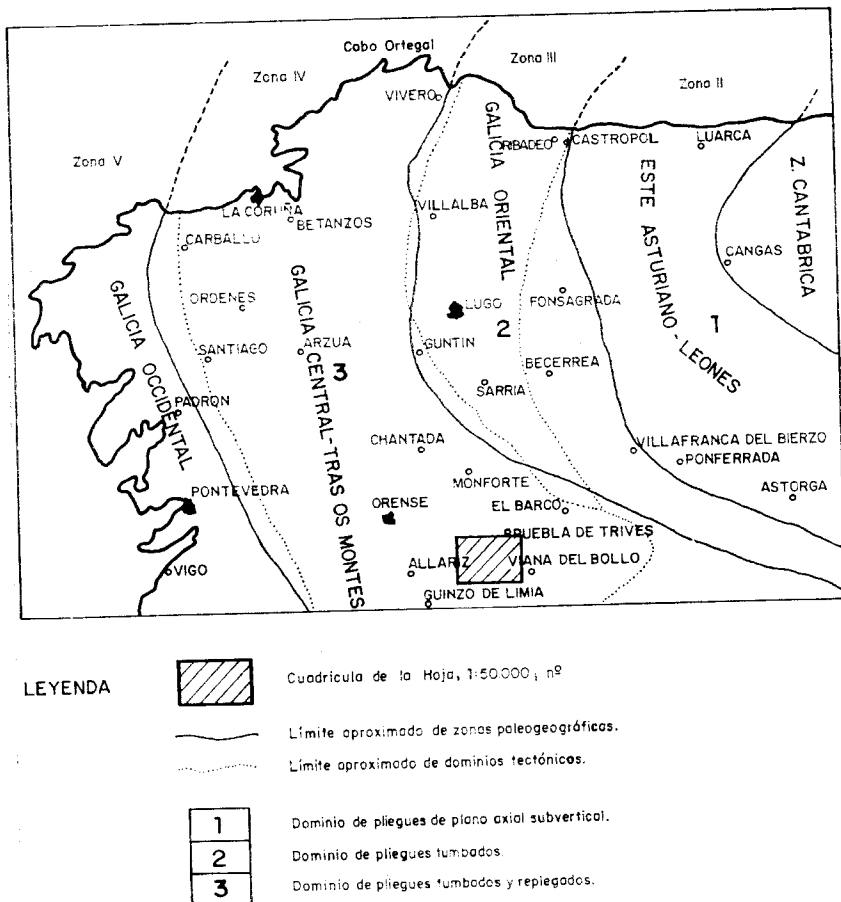 Cabo Ortegal
Zona III
Zona IV
Zona II
VIVERO
RIBADEO
CASTROPOL
LUARCA
Zona V
GALICIA ORIENTAL
ESTE ASTURIANO-LEONES
Z. CANTABRICA
LA CORUÑA
BETANZOS
VILLALBA
CARBALLO
CANGAS
GALICIA OCCIDENTAL
GALICIA CENTRAL-TRAS OS MONTES
ORDENES
LUGO
FONSAGRADA
1
2
SANTIAGO
ARZUA
3
GUNTIN
BECERREA
SARRIA
PADRON
CHANTADA
VILLAFRANCA DEL BIERZO
PONFERRADA
MONFORTE
ASTORGA
PONTEVEDRA
ORENSE
EL BARCO
PUEBLA DE TRIVES
VIGO
ALLARIZ
VIANA DEL BOLLO
GUINZO DE LIMIA
LEYENDA
Cuadrícula de la Hoja, 1:50.000, nº
Límite aproximado de zonas paleogeográficas.
Límite aproximado de dominios tectónicos.
1 Dominio de pliegues de plano axial subvertical.
2 Dominio de pliegues tumbados.
3 Dominio de pliegues tumbados y replegados.